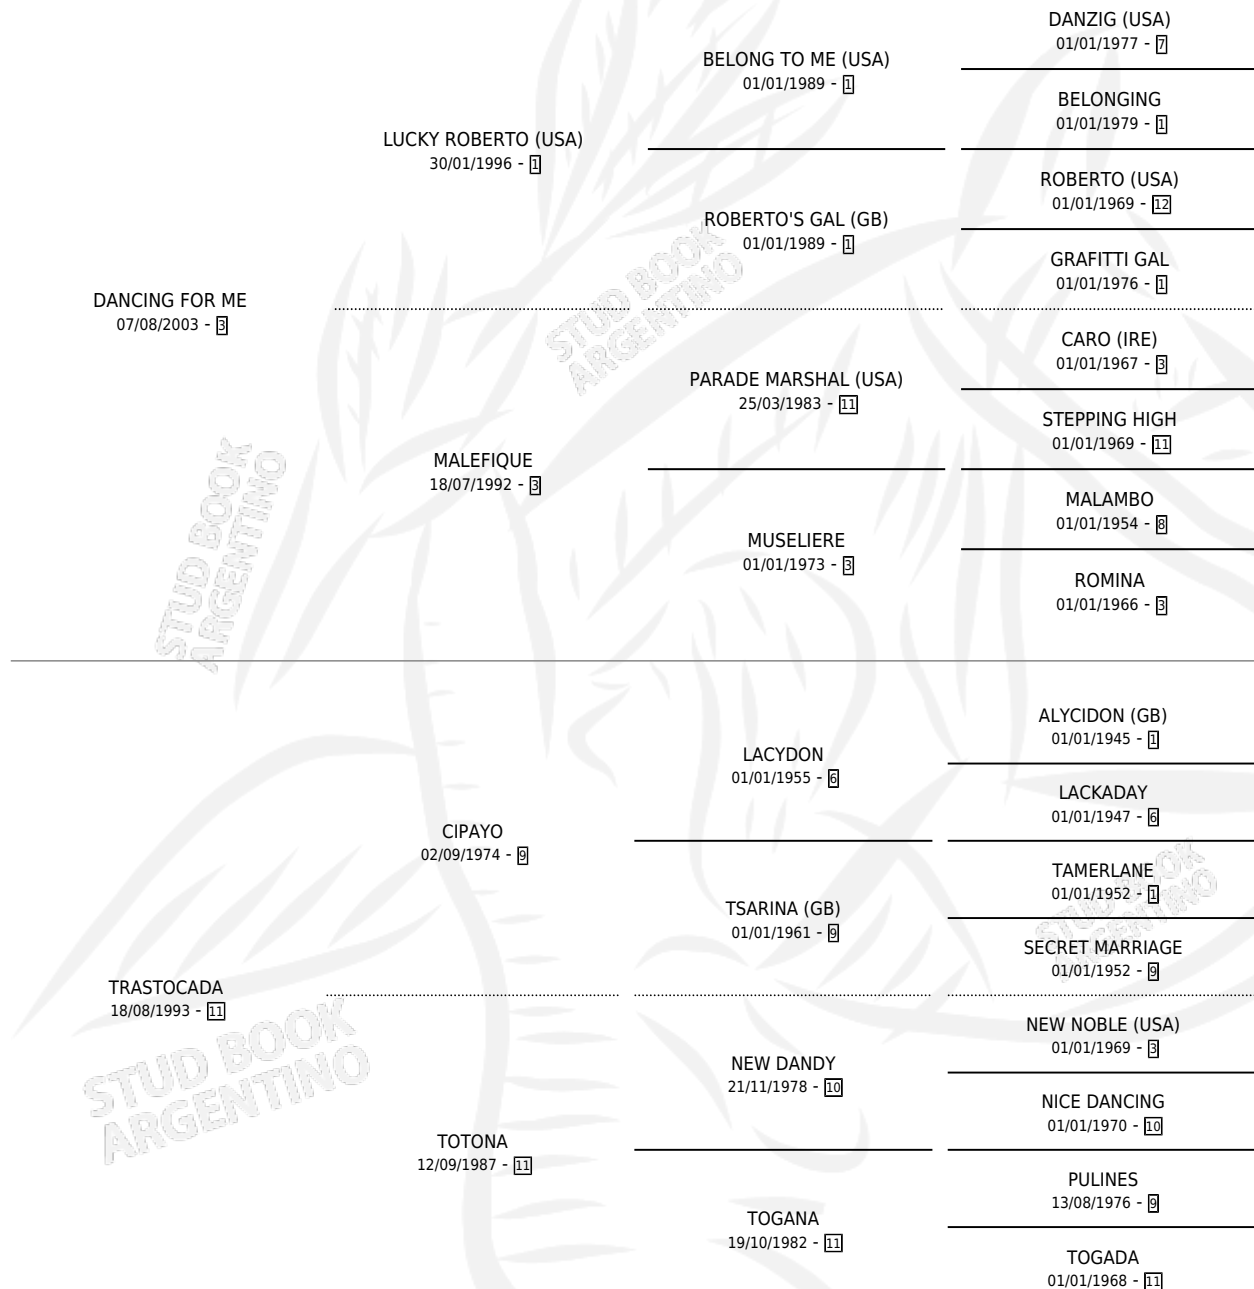 DANZIG (USA)
01/01/1977 - 7
BELONG TO ME (USA)
01/01/1989 - 1
BELONGING
01/01/1979 - 1
LUCKY ROBERTO (USA)
30/01/1996 - 1
ROBERTO (USA)
01/01/1969 - 12
ROBERTO'S GAL (GB)
01/01/1989 - 1
GRAFITTI GAL
01/01/1976 - 1
DANCING FOR ME
07/08/2003 - 3
CARO (IRE)
01/01/1967 - 3
PARADE MARSHAL (USA)
25/03/1983 - 11
STEPPING HIGH
01/01/1969 - 11
MALEFIQUE
18/07/1992 - 3
MALAMBO
01/01/1954 - 8
MUSELIERE
01/01/1973 - 3
ROMINA
01/01/1966 - 3
ALYCIDON (GB)
01/01/1945 - 1
LACYDON
01/01/1955 - 6
LACKADAY
01/01/1947 - 6
CIPAYO
02/09/1974 - 9
TAMERLANE
01/01/1952 - 1
TSARINA (GB)
01/01/1961 - 9
SECRET MARRIAGE
01/01/1952 - 9
TRASTOCADA
18/08/1993 - 11
NEW NOBLE (USA)
01/01/1969 - 3
NEW DANDY
21/11/1978 - 10
NICE DANCING
01/01/1970 - 10
TOTONA
12/09/1987 - 11
PULINES
13/08/1976 - 9
TOGANA
19/10/1982 - 11
TOGADA
01/01/1968 - 11
STUD BOOK
ARGENTINO
STUD BOOK
ARGENTINO
STUD BOOK
ARGENTINO
STUD BOOK
ARGENTINO